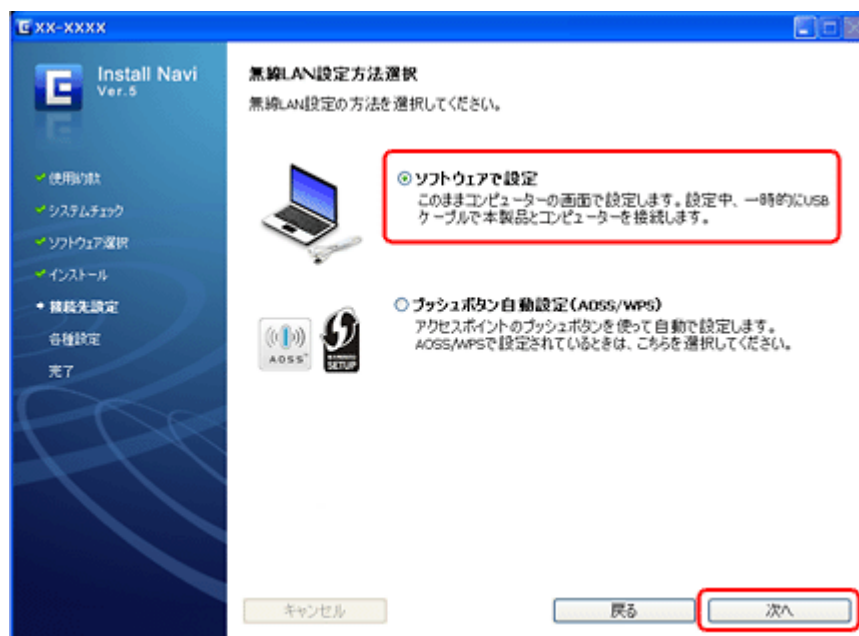 XX-XXXX
Install Navi
Ver.5
使用約款
システムチェック
ソフトウェア選択
インストール
接続先設定
各種設定
完了
無線LAN設定方法選択
無線LAN設定の方法を選択してください。
ソフトウェアで設定
このままコンピューターの画面で設定します。設定中、一時的にUSB
ケーブルで本製品とコンピューターを接続します。
プッシュボタン自動設定(AOSS/WPS)
アクセスポイントのプッシュボタンを使って自動で設定します。
AOSS/WPSで設定されているときは、こちらを選択してください。
AOSS
SETUP
キャンセル
戻る
次へ